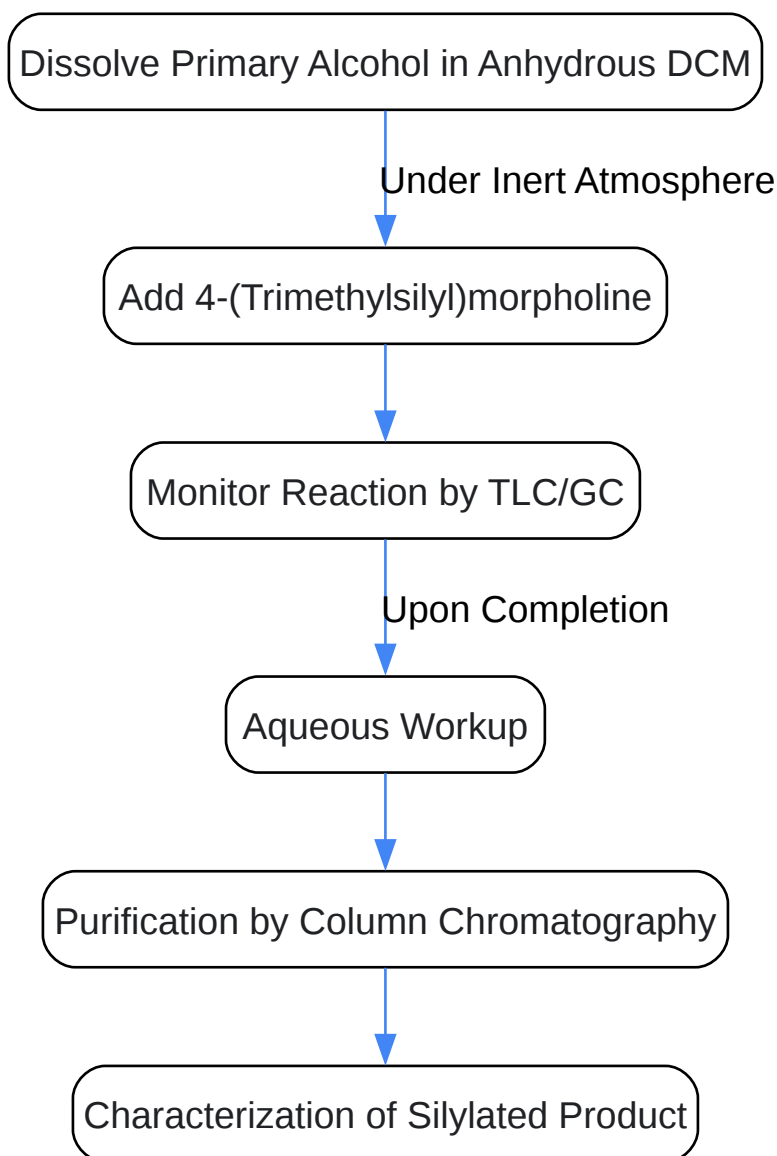 Dissolve Primary Alcohol in Anhydrous DCM
Under Inert Atmosphere
Add 4-(Trimethylsilyl)morpholine
Monitor Reaction by TLC/GC
Upon Completion
Aqueous Workup
Purification by Column Chromatography
Characterization of Silylated Product